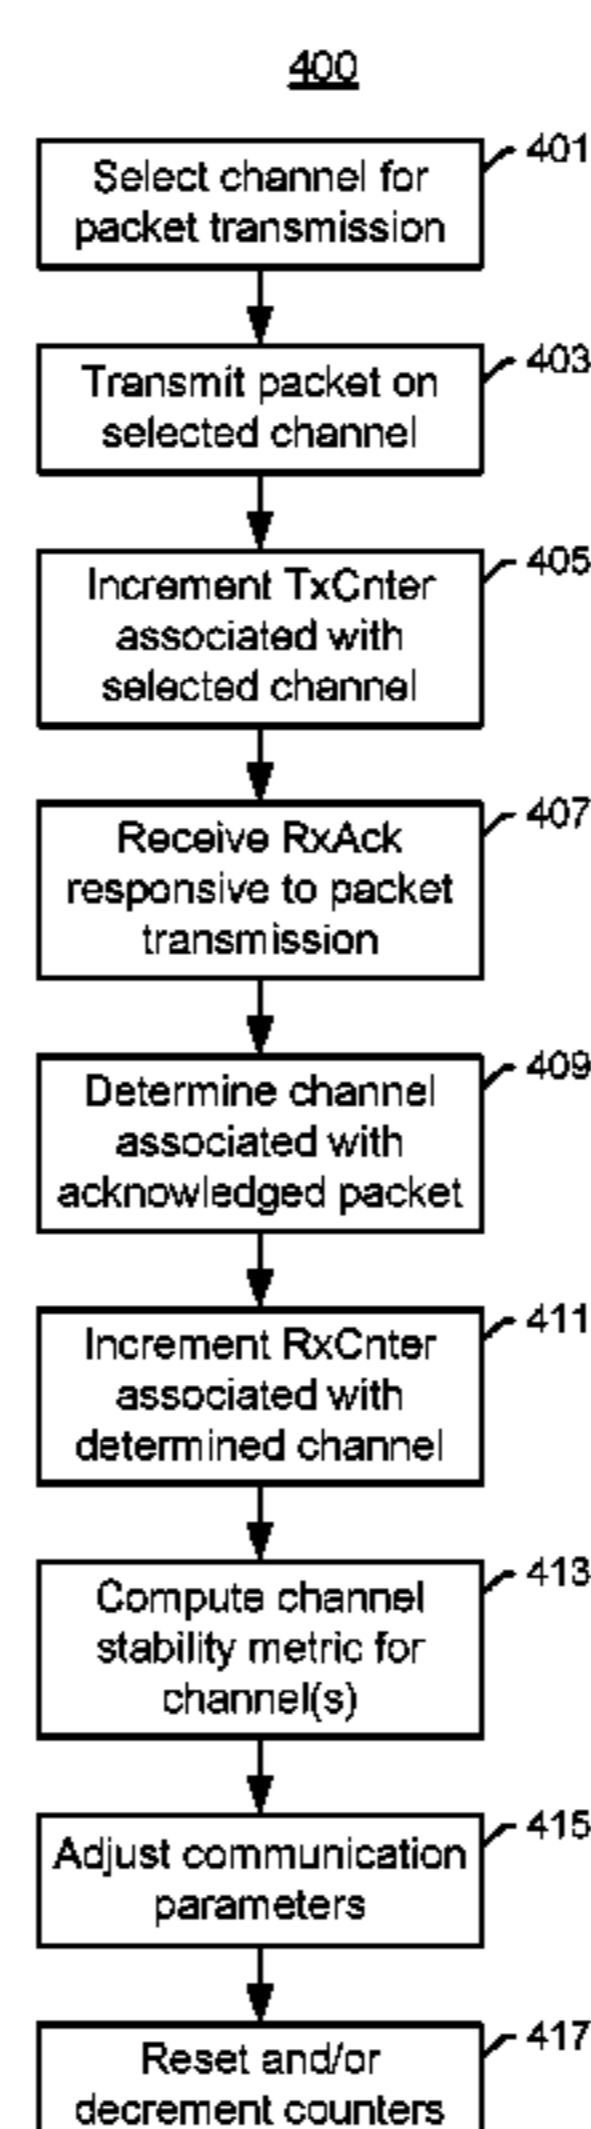 400
401
Select channel for
packet transmission
403
Transmit packet on
selected channel
405
Increment TxCnter
associated with
selected channel
407
Receive RxAck
responsive to packet
transmission
409
Determine channel
associated with
acknowledged packet
411
Increment RxCnter
associated with
determined channel
413
Compute channel
stability metric for
channel(s)
415
Adjust communication
parameters
417
Reset and/or
decrement counters